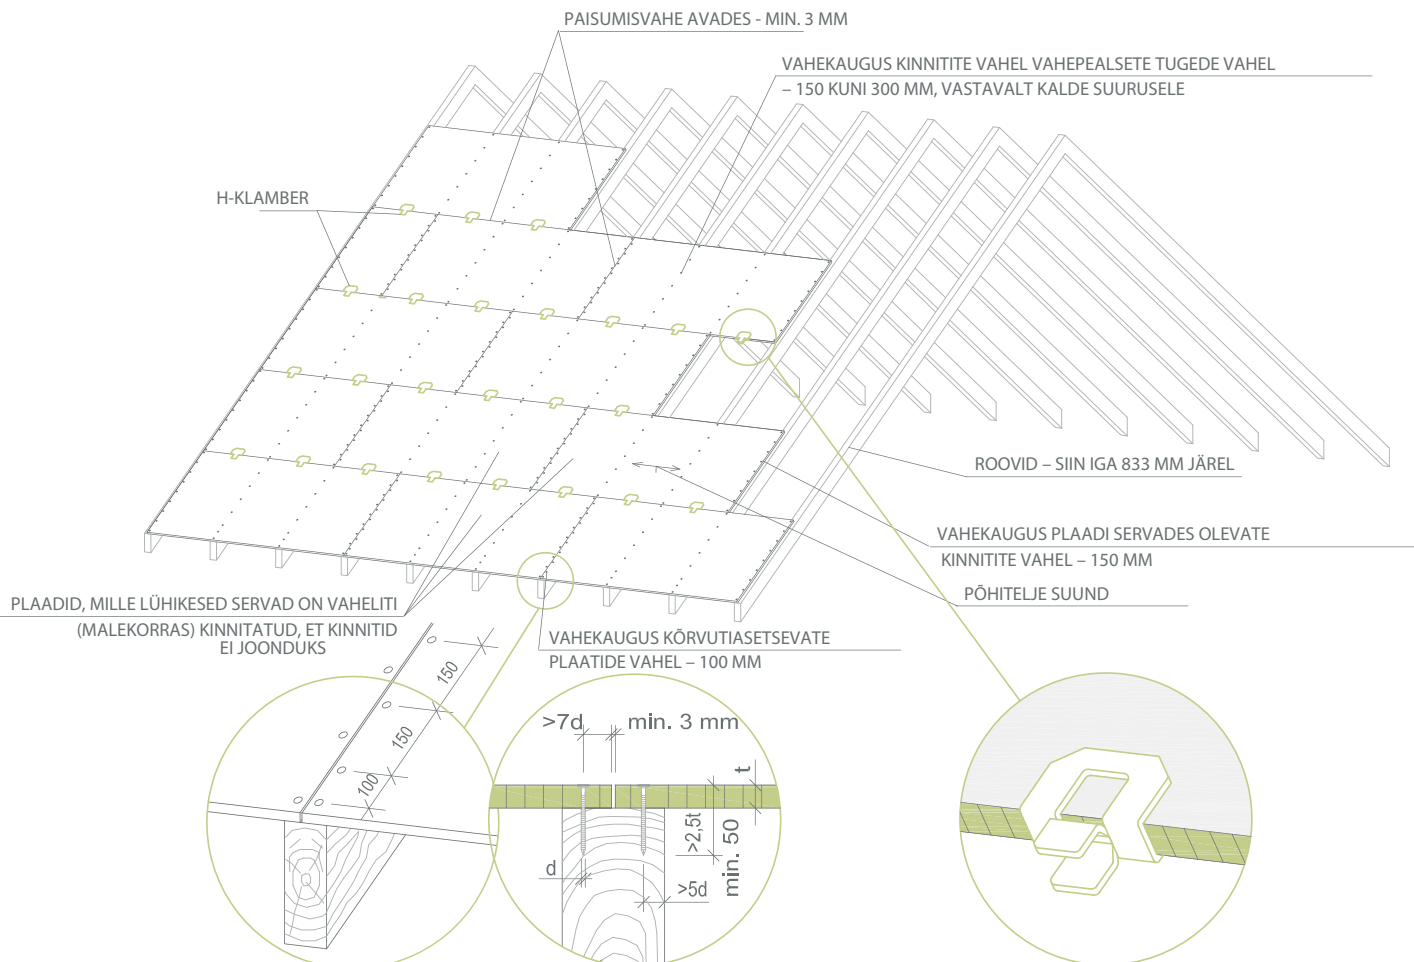 PAISUMISVAHE AVADES - MIN. 3 MM
VAHEKAUGUS KINNITITE VAHEL VAHEPEALSETE TUGEDE VAHEL
– 150 KUNI 300 MM, VASTAVALT KALDE SUURUSELE
H-KLAMBER
ROOVID – SIIN IGA 833 MM JÄREL
VAHEKAUGUS PLAADI SERVADES OLEVATE
KINNITITE VAHEL – 150 MM
PÕHITELJE SUUND
PLAADID, MILLE LÜHIKESED SERVAD ON VAHELITI
(MALEKORRAS) KINNITATUD, ET KINNITID
EI JOONDUKS
VAHEKAUGUS KÕRVUTIASETSEVATE
PLAATIDE VAHEL – 100 MM
150
150
100
>7d
min. 3 mm
t
>2,5t
min. 50
d
>5d